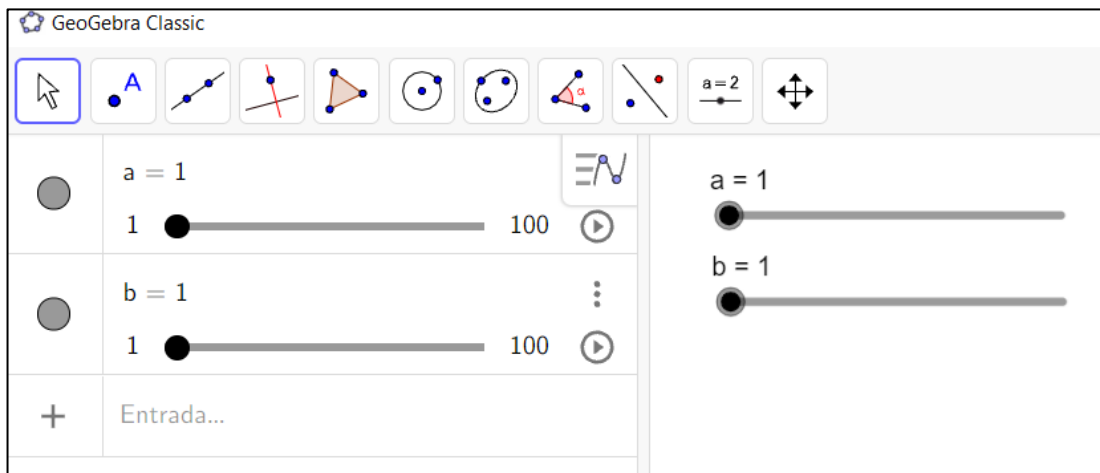 GeoGebra Classic
A
α
a=2
a = 1
1 100
b = 1
1 100
Entrada...
a = 1
b = 1